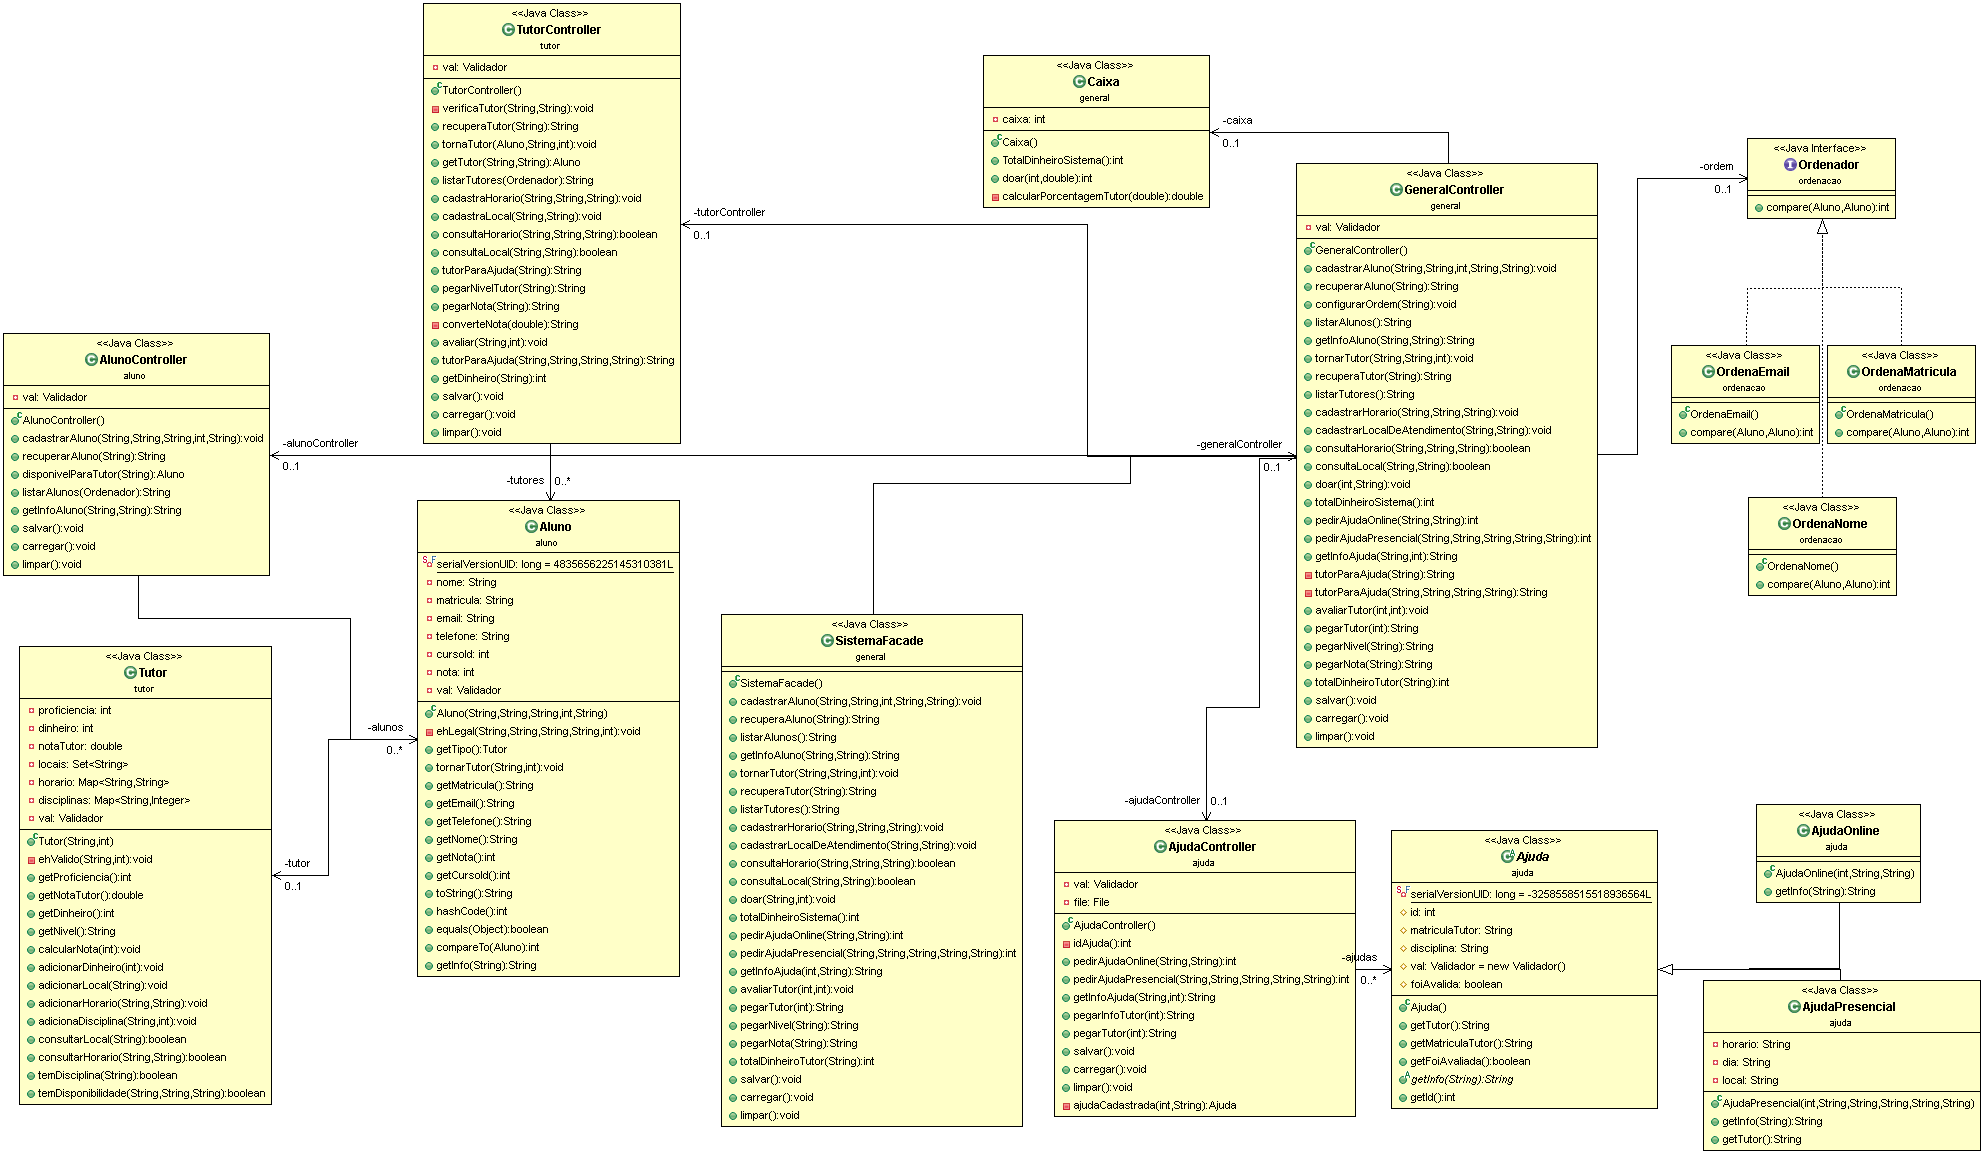 <<Java Class>>
TutorController
tutor
val: Validador
TutorController()
verificaTutor(String,String):void
recuperaTutor(String):String
tornaTutor(Aluno,String,int):void
getTutor(String,String):Aluno
listarTutores(Ordenador):String
cadastraHorario(String,String,String):void
cadastraLocal(String,String):void
consultaHorario(String,String,String):boolean
consultaLocal(String,String):boolean
tutorParaAjuda(String):String
pegarNivelTutor(String):String
pegarNota(String):String
converteNota(double):String
avaliar(String,int):void
tutorParaAjuda(String,String,String,String):String
getDinheiro(String):int
salvar():void
carregar():void
limpar():void
<<Java Class>>
Caixa
general
caixa: int
Caixa()
TotalDinheiroSistema():int
doar(int,double):int
calcularPorcentagemTutor(double):double
-caixa
0..1
-tutorController
0..1
<<Java Class>>
GeneralController
general
val: Validador
GeneralController()
cadastrarAluno(String,String,int,String,String):void
recuperarAluno(String):String
configurarOrdem(String):void
listarAlunos():String
getInfoAluno(String,String):String
tornarTutor(String,String,int):void
recuperaTutor(String):String
listarTutores():String
cadastrarHorario(String,String,String):void
cadastrarLocalDeAtendimento(String,String):void
consultaHorario(String,String,String):boolean
consultaLocal(String,String):boolean
doar(int,String):void
totalDinheiroSistema():int
pedirAjudaOnline(String,String):int
pedirAjudaPresencial(String,String,String,String,String):int
getInfoAjuda(String,int):String
tutorParaAjuda(String):String
tutorParaAjuda(String,String,String,String):String
avaliarTutor(int,int):void
pegarTutor(int):String
pegarNivel(String):String
pegarNota(String):String
totalDinheiroTutor(String):int
salvar():void
carregar():void
limpar():void
-ordem
0..1
<<Java Interface>>
Ordenador
ordenacao
compare(Aluno,Aluno):int
<<Java Class>>
OrdenaEmail
ordenacao
OrdenaEmail()
compare(Aluno,Aluno):int
<<Java Class>>
OrdenaMatricula
ordenacao
OrdenaMatricula()
compare(Aluno,Aluno):int
<<Java Class>>
OrdenaNome
ordenacao
OrdenaNome()
compare(Aluno,Aluno):int
<<Java Class>>
AlunoController
aluno
val: Validador
AlunoController()
cadastrarAluno(String,String,String,int,String):void
recuperarAluno(String):String
disponivelParaTutor(String):Aluno
listarAlunos(Ordenador):String
getInfoAluno(String,String):String
salvar():void
carregar():void
limpar():void
-alunoController
0..1
-generalController
0..1
-tutores
0..*
<<Java Class>>
Aluno
aluno
serialVersionUID: long = 4835656225145310381L
nome: String
matricula: String
email: String
telefone: String
cursoId: int
nota: int
val: Validador
Aluno(String,String,String,int,String)
ehLegal(String,String,String,String,int):void
getTipo():Tutor
tornarTutor(String,int):void
getMatricula():String
getEmail():String
getTelefone():String
getNome():String
getNota():int
getCursoId():int
toString():String
hashCode():int
equals(Object):boolean
compareTo(Aluno):int
getInfo(String):String
<<Java Class>>
Tutor
tutor
proficiencia: int
dinheiro: int
notaTutor: double
locais: Set<String>
horario: Map<String,String>
disciplinas: Map<String,Integer>
val: Validador
Tutor(String,int)
ehValido(String,int):void
getProficiencia():int
getNotaTutor():double
getDinheiro():int
getNivel():String
calcularNota(int):void
adicionarDinheiro(int):void
adicionarLocal(String):void
adicionarHorario(String,String):void
adicionaDisciplina(String,int):void
consultarLocal(String):boolean
consultarHorario(String,String):boolean
temDisciplina(String):boolean
temDisponibilidade(String,String,String):boolean
-alunos
0..*
-tutor
0..1
<<Java Class>>
SistemaFacade
general
SistemaFacade()
cadastrarAluno(String,String,int,String,String):void
recuperaAluno(String):String
listarAlunos():String
getInfoAluno(String,String):String
tornarTutor(String,String,int):void
recuperaTutor(String):String
listarTutores():String
cadastrarHorario(String,String,String):void
cadastrarLocalDeAtendimento(String,String):void
consultaHorario(String,String,String):boolean
consultaLocal(String,String):boolean
doar(String,int):void
totalDinheiroSistema():int
pedirAjudaOnline(String,String):int
pedirAjudaPresencial(String,String,String,String,String):int
getInfoAjuda(int,String):String
avaliarTutor(int,int):void
pegarTutor(int):String
pegarNivel(String):String
pegarNota(String):String
totalDinheiroTutor(String):int
salvar():void
carregar():void
limpar():void
-ajudaController
0..1
<<Java Class>>
AjudaController
ajuda
val: Validador
file: File
AjudaController()
idAjuda():int
pedirAjudaOnline(String,String):int
pedirAjudaPresencial(String,String,String,String,String):int
getInfoAjuda(String,int):String
pegarInfoTutor(int):String
pegarTutor(int):String
salvar():void
carregar():void
limpar():void
ajudaCadastrada(int,String):Ajuda
-ajudas
0..*
<<Java Class>>
Ajuda
ajuda
serialVersionUID: long = -3258558515518936564L
id: int
matriculaTutor: String
disciplina: String
val: Validador = new Validador()
foiAvalida: boolean
Ajuda()
getTutor():String
getMatriculaTutor():String
getFoiAvaliada():boolean
getInfo(String):String
getId():int
<<Java Class>>
AjudaOnline
ajuda
AjudaOnline(int,String,String)
getInfo(String):String
<<Java Class>>
AjudaPresencial
ajuda
horario: String
dia: String
local: String
AjudaPresencial(int,String,String,String,String,String)
getInfo(String):String
getTutor():String